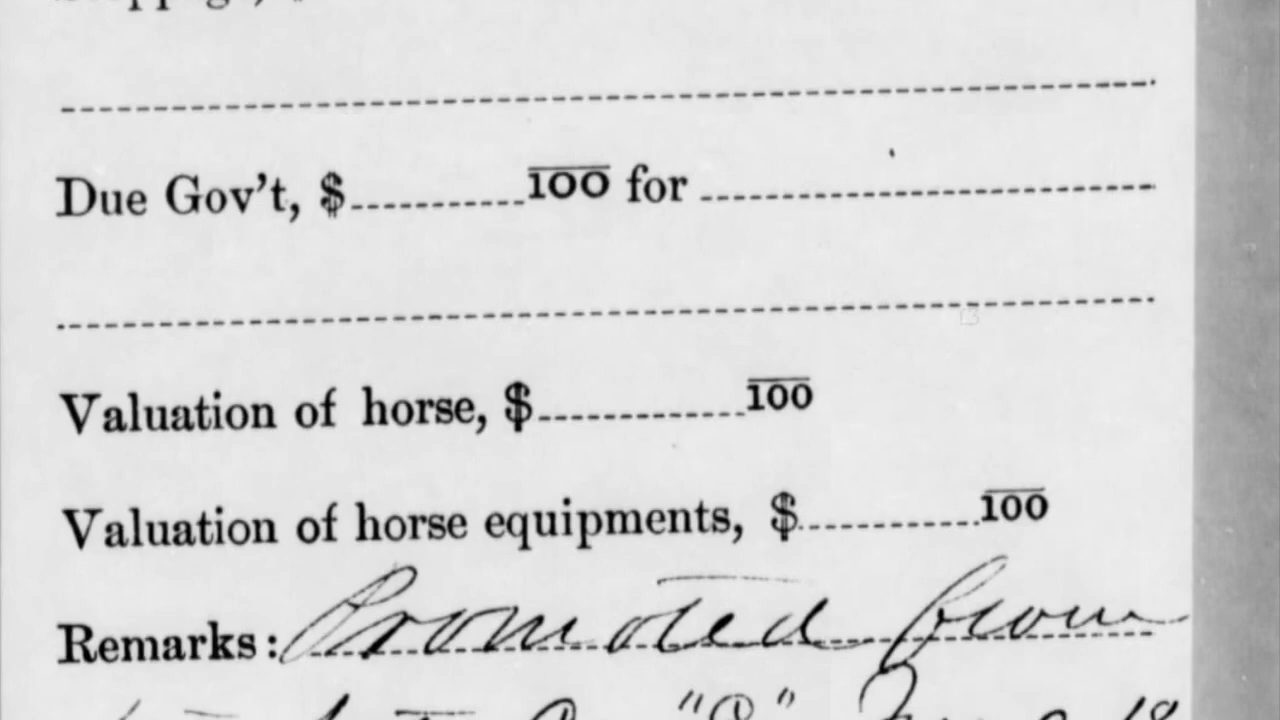 Due Gov't, $ 100 for
Valuation of horse, $ 100
Valuation of horse equipments, $ 100
Remarks: Promoted from